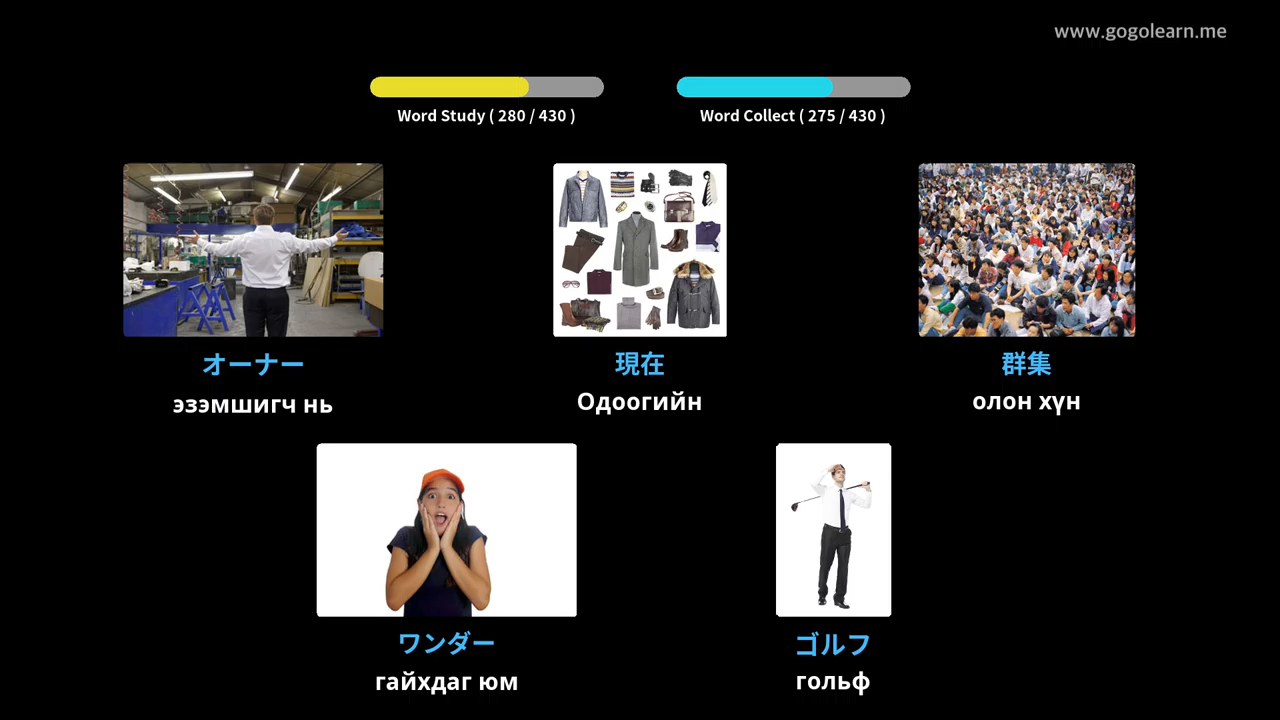 www.gogolearn.me
Word Study ( 280 / 430 )
Word Collect ( 275 / 430 )
オーナー
эзэмшигч нь
現在
Одоогийн
群集
олон хүн
ワンダー
гайхдаг юм
ゴルフ
гольф